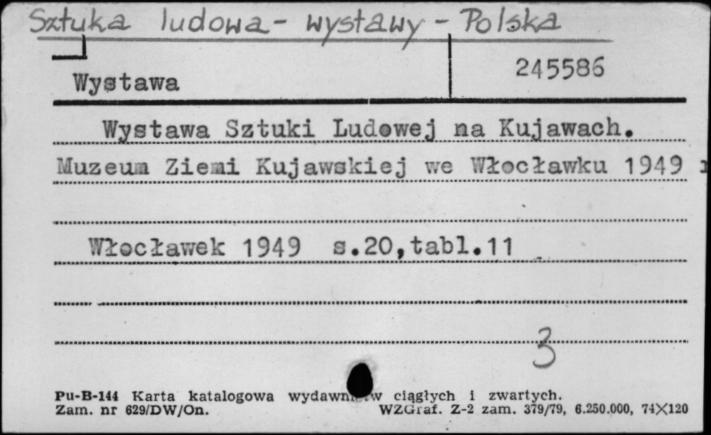 Sztuka ludowa - wystawy - Polska
Wystawa 245586
Wystawa Sztuki Ludowej na Kujawach.
Muzeum Ziemi Kujawskiej we Włocławku 1949
Włocławek 1949 s.20,tabl.11
3
Pu-B-144 Karta katalogowa ciągłych i zwartych.
Zam. nr 629/DW/On. WZGraf. Z-2 zam. 379/79, 6.250.000, 74X120